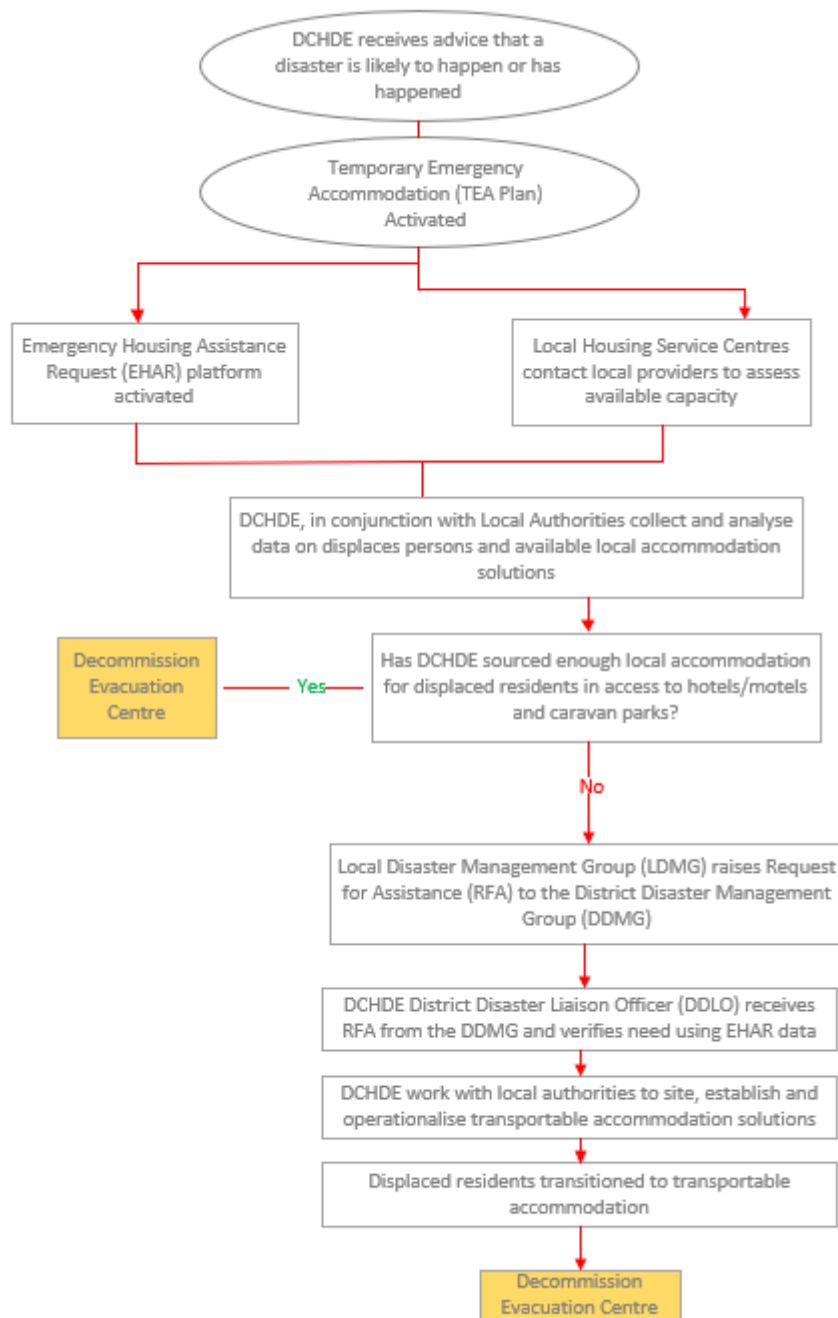 DCHDE receives advice that a
disaster is likely to happen or has
happened
Temporary Emergency
Accommodation (TEA Plan)
Activated
Emergency Housing Assistance
Request (EHAR) platform
activated
Local Housing Service Centres
contact local providers to assess
available capacity
DCHDE, in conjunction with Local Authorities collect and analyse
data on displaces persons and available local accommodation
solutions
Decommission
Evacuation
Centre
Yes
Has DCHDE sourced enough local accommodation
for displaced residents in access to hotels/motels
and caravan parks?
No
Local Disaster Management Group (LDMG) raises Request
for Assistance (RFA) to the District Disaster Management
Group (DDMG)
DCHDE District Disaster Liaison Officer (DDLO) receives
RFA from the DDMG and verifies need using EHAR data
DCHDE work with local authorities to site, establish and
operationalise transportable accommodation solutions
Displaced residents transitioned to transportable
accommodation
Decommission
Evacuation Centre